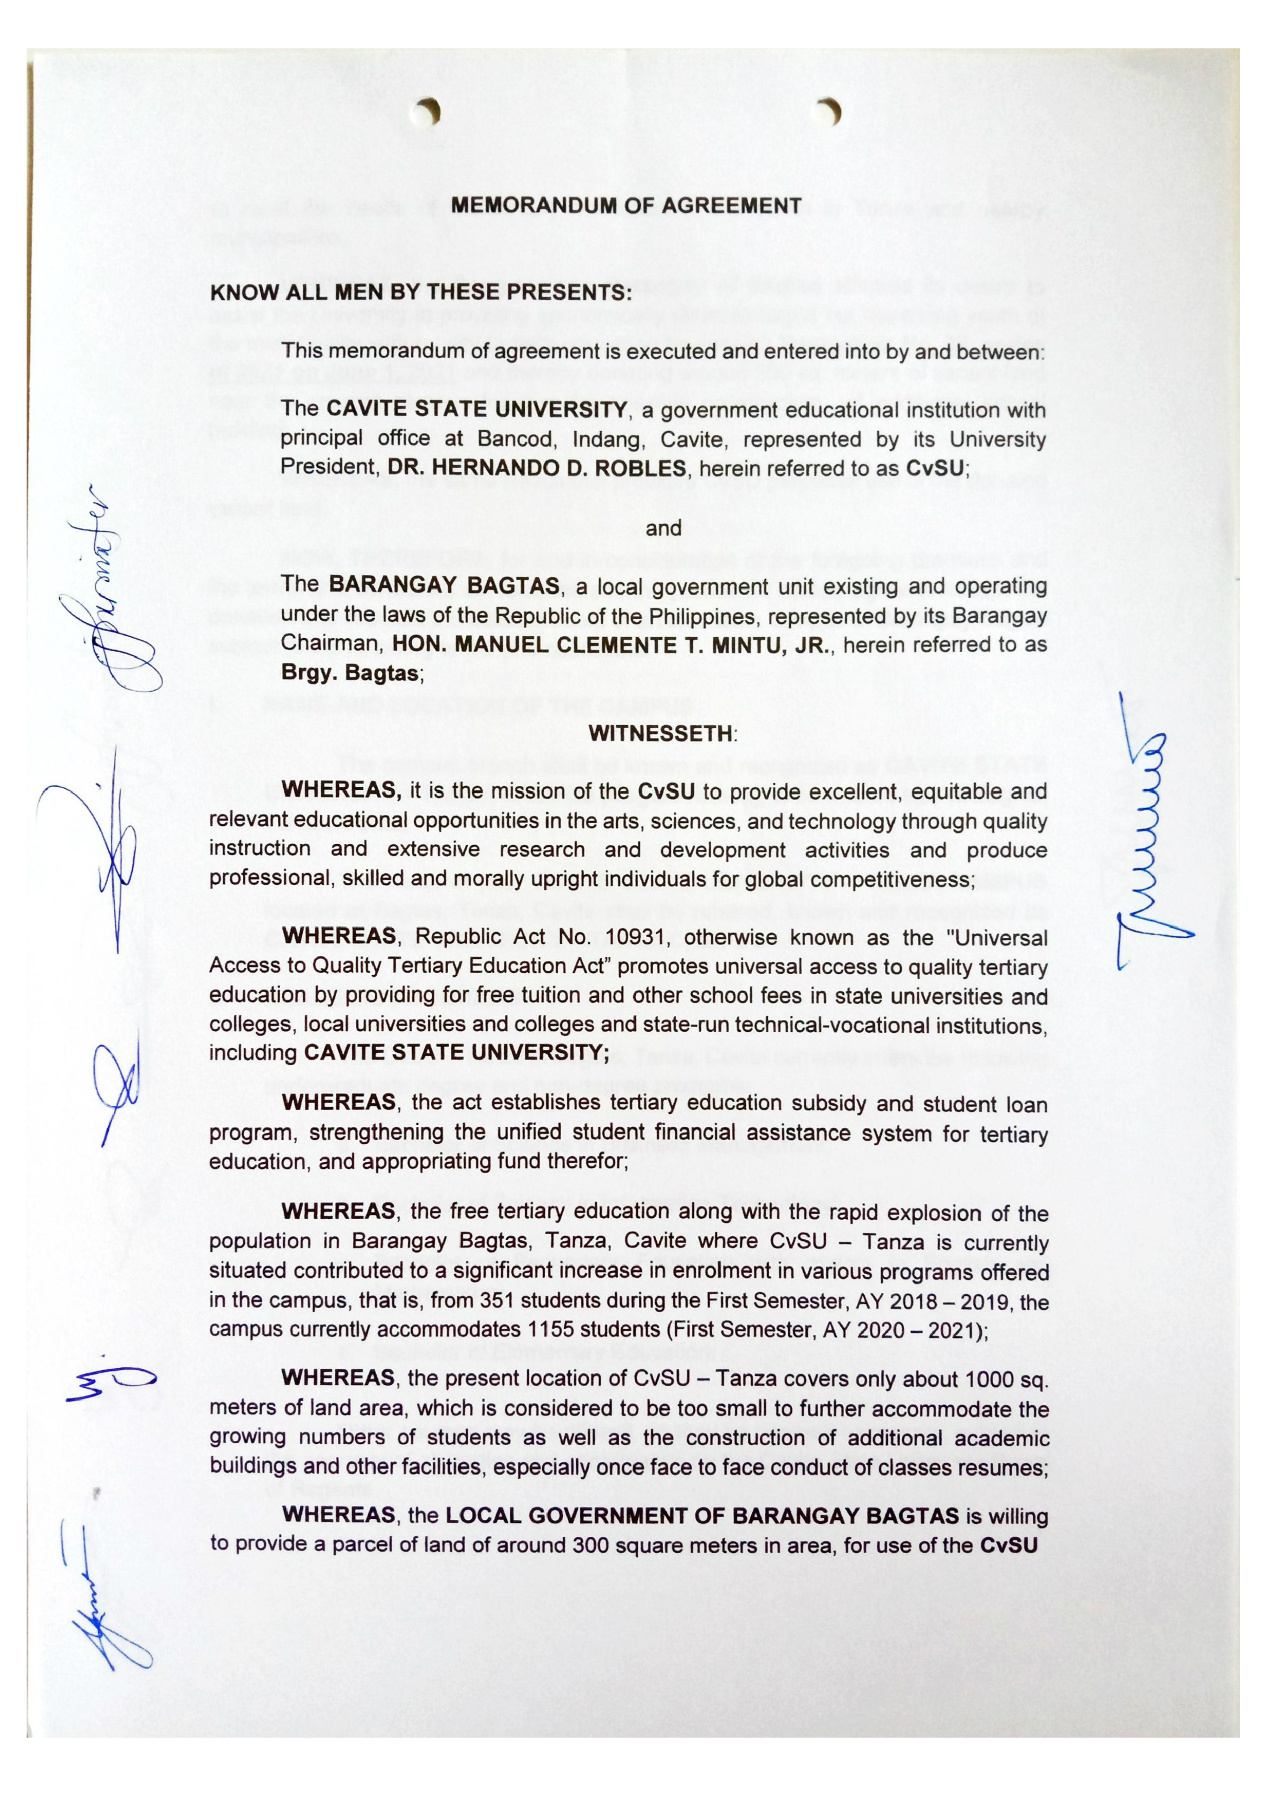 MEMORANDUM OF AGREEMENT
KNOW ALL MEN BY THESE PRESENTS:
This memorandum of agreement is executed and entered into by and between:
The CAVITE STATE UNIVERSITY, a government educational institution with
principal office at Bancod, Indang, Cavite, represented by its University
President, DR. HERNANDO D. ROBLES, herein referred to as CvSU;
and
The BARANGAY BAGTAS, a local government unit existing and operating
under the laws of the Republic of the Philippines, represented by its Barangay
Chairman, HON. MANUEL CLEMENTE T. MINTU, JR., herein referred to as
Brgy. Bagtas;
WITNESSETH:
WHEREAS, it is the mission of the CvSU to provide excellent, equitable and
relevant educational opportunities in the arts, sciences, and technology through quality
instruction and extensive research and development activities and produce
professional, skilled and morally upright individuals for global competitiveness;
WHEREAS, Republic Act No. 10931, otherwise known as the "Universal
Access to Quality Tertiary Education Act” promotes universal access to quality tertiary
education by providing for free tuition and other school fees in state universities and
colleges, local universities and colleges and state-run technical-vocational institutions,
including CAVITE STATE UNIVERSITY;
WHEREAS, the act establishes tertiary education subsidy and student loan
program, strengthening the unified student financial assistance system for tertiary
education, and appropriating fund therefor;
WHEREAS, the free tertiary education along with the rapid explosion of the
population in Barangay Bagtas, Tanza, Cavite where CvSU – Tanza is currently
situated contributed to a significant increase in enrolment in various programs offered
in the campus, that is, from 351 students during the First Semester, AY 2018 – 2019, the
campus currently accommodates 1155 students (First Semester, AY 2020 – 2021);
WHEREAS, the present location of CvSU – Tanza covers only about 1000 sq.
meters of land area, which is considered to be too small to further accommodate the
growing numbers of students as well as the construction of additional academic
buildings and other facilities, especially once face to face conduct of classes resumes;
WHEREAS, the LOCAL GOVERNMENT OF BARANGAY BAGTAS is willing
to provide a parcel of land of around 300 square meters in area, for use of the CvSU